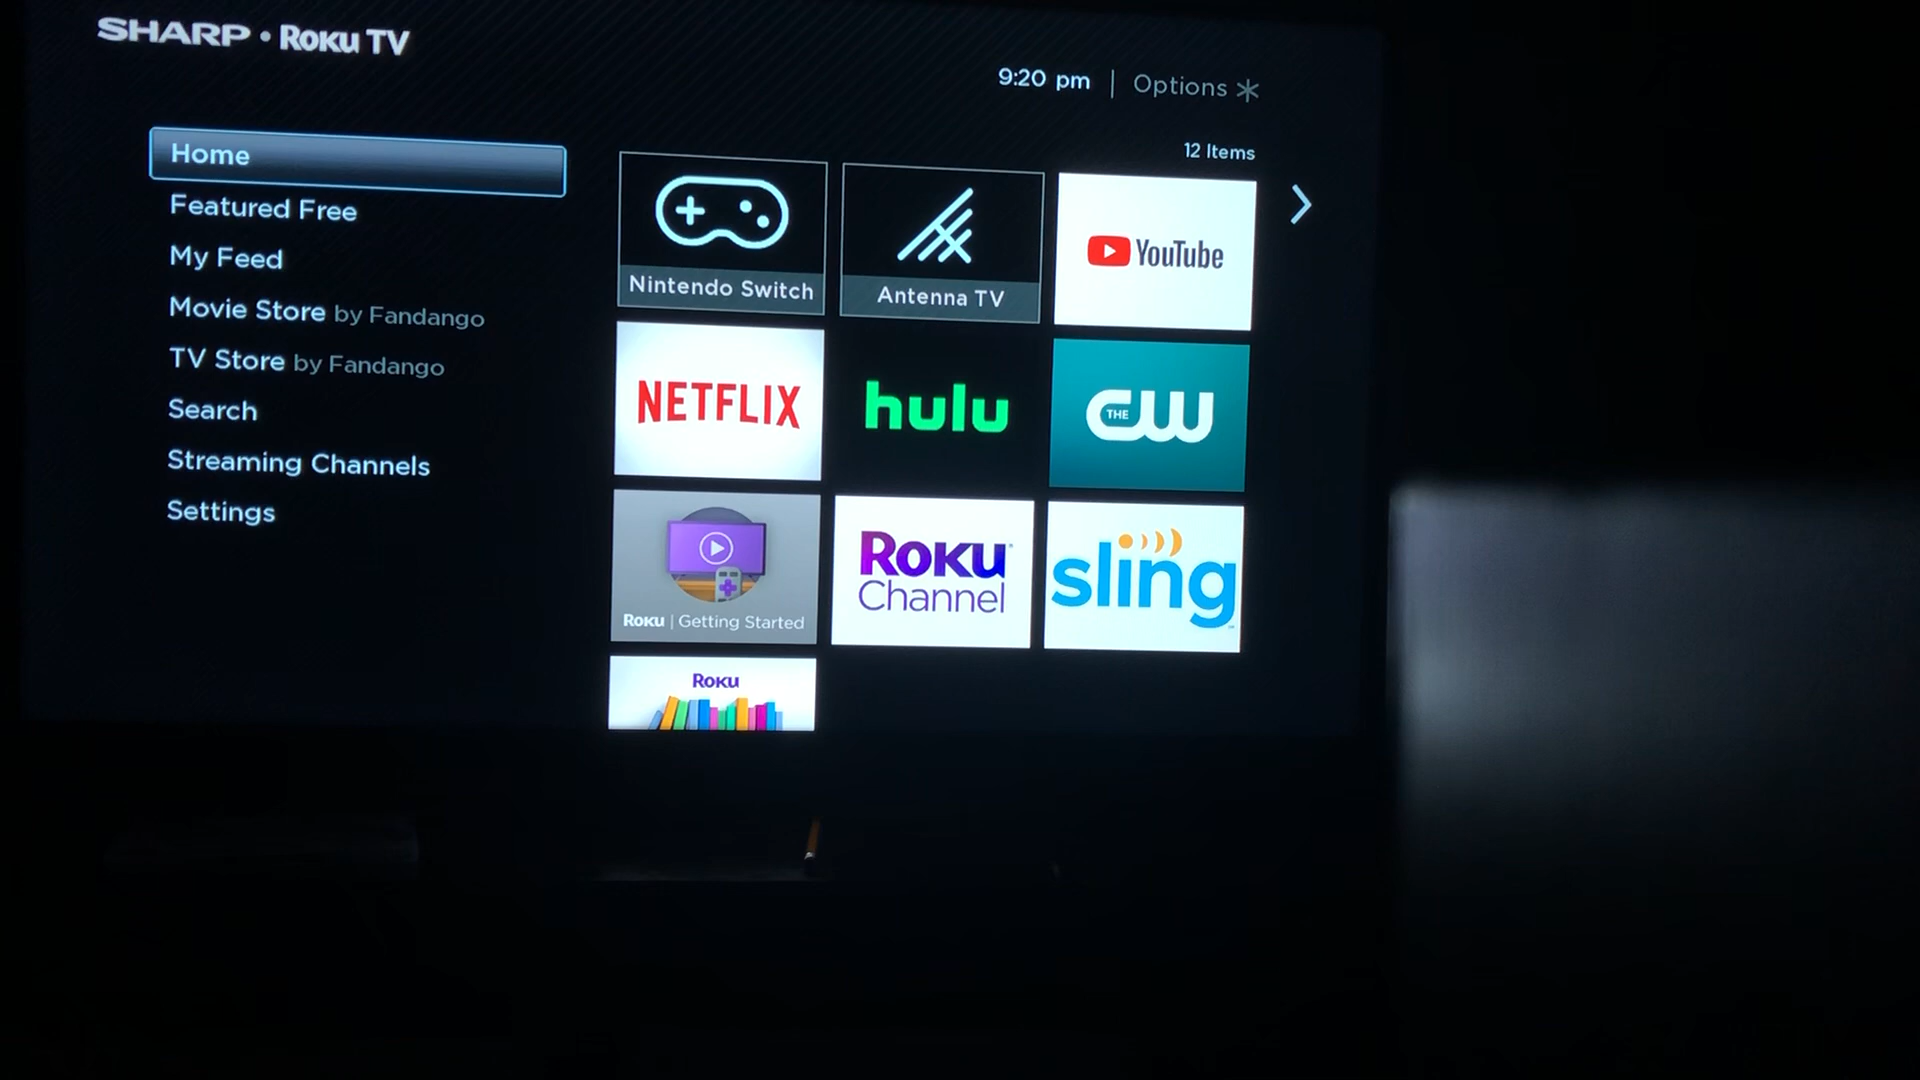 SHARP • Roku TV
9:20 pm | Options
12 Items
Home
Featured Free
My Feed
Movie Store by Fandango
TV Store by Fandango
Search
Streaming Channels
Settings
Nintendo Switch
Antenna TV
YouTube
NETFLIX
hulu
THE CW
Roku | Getting Started
Roku
Channel
sling
Roku